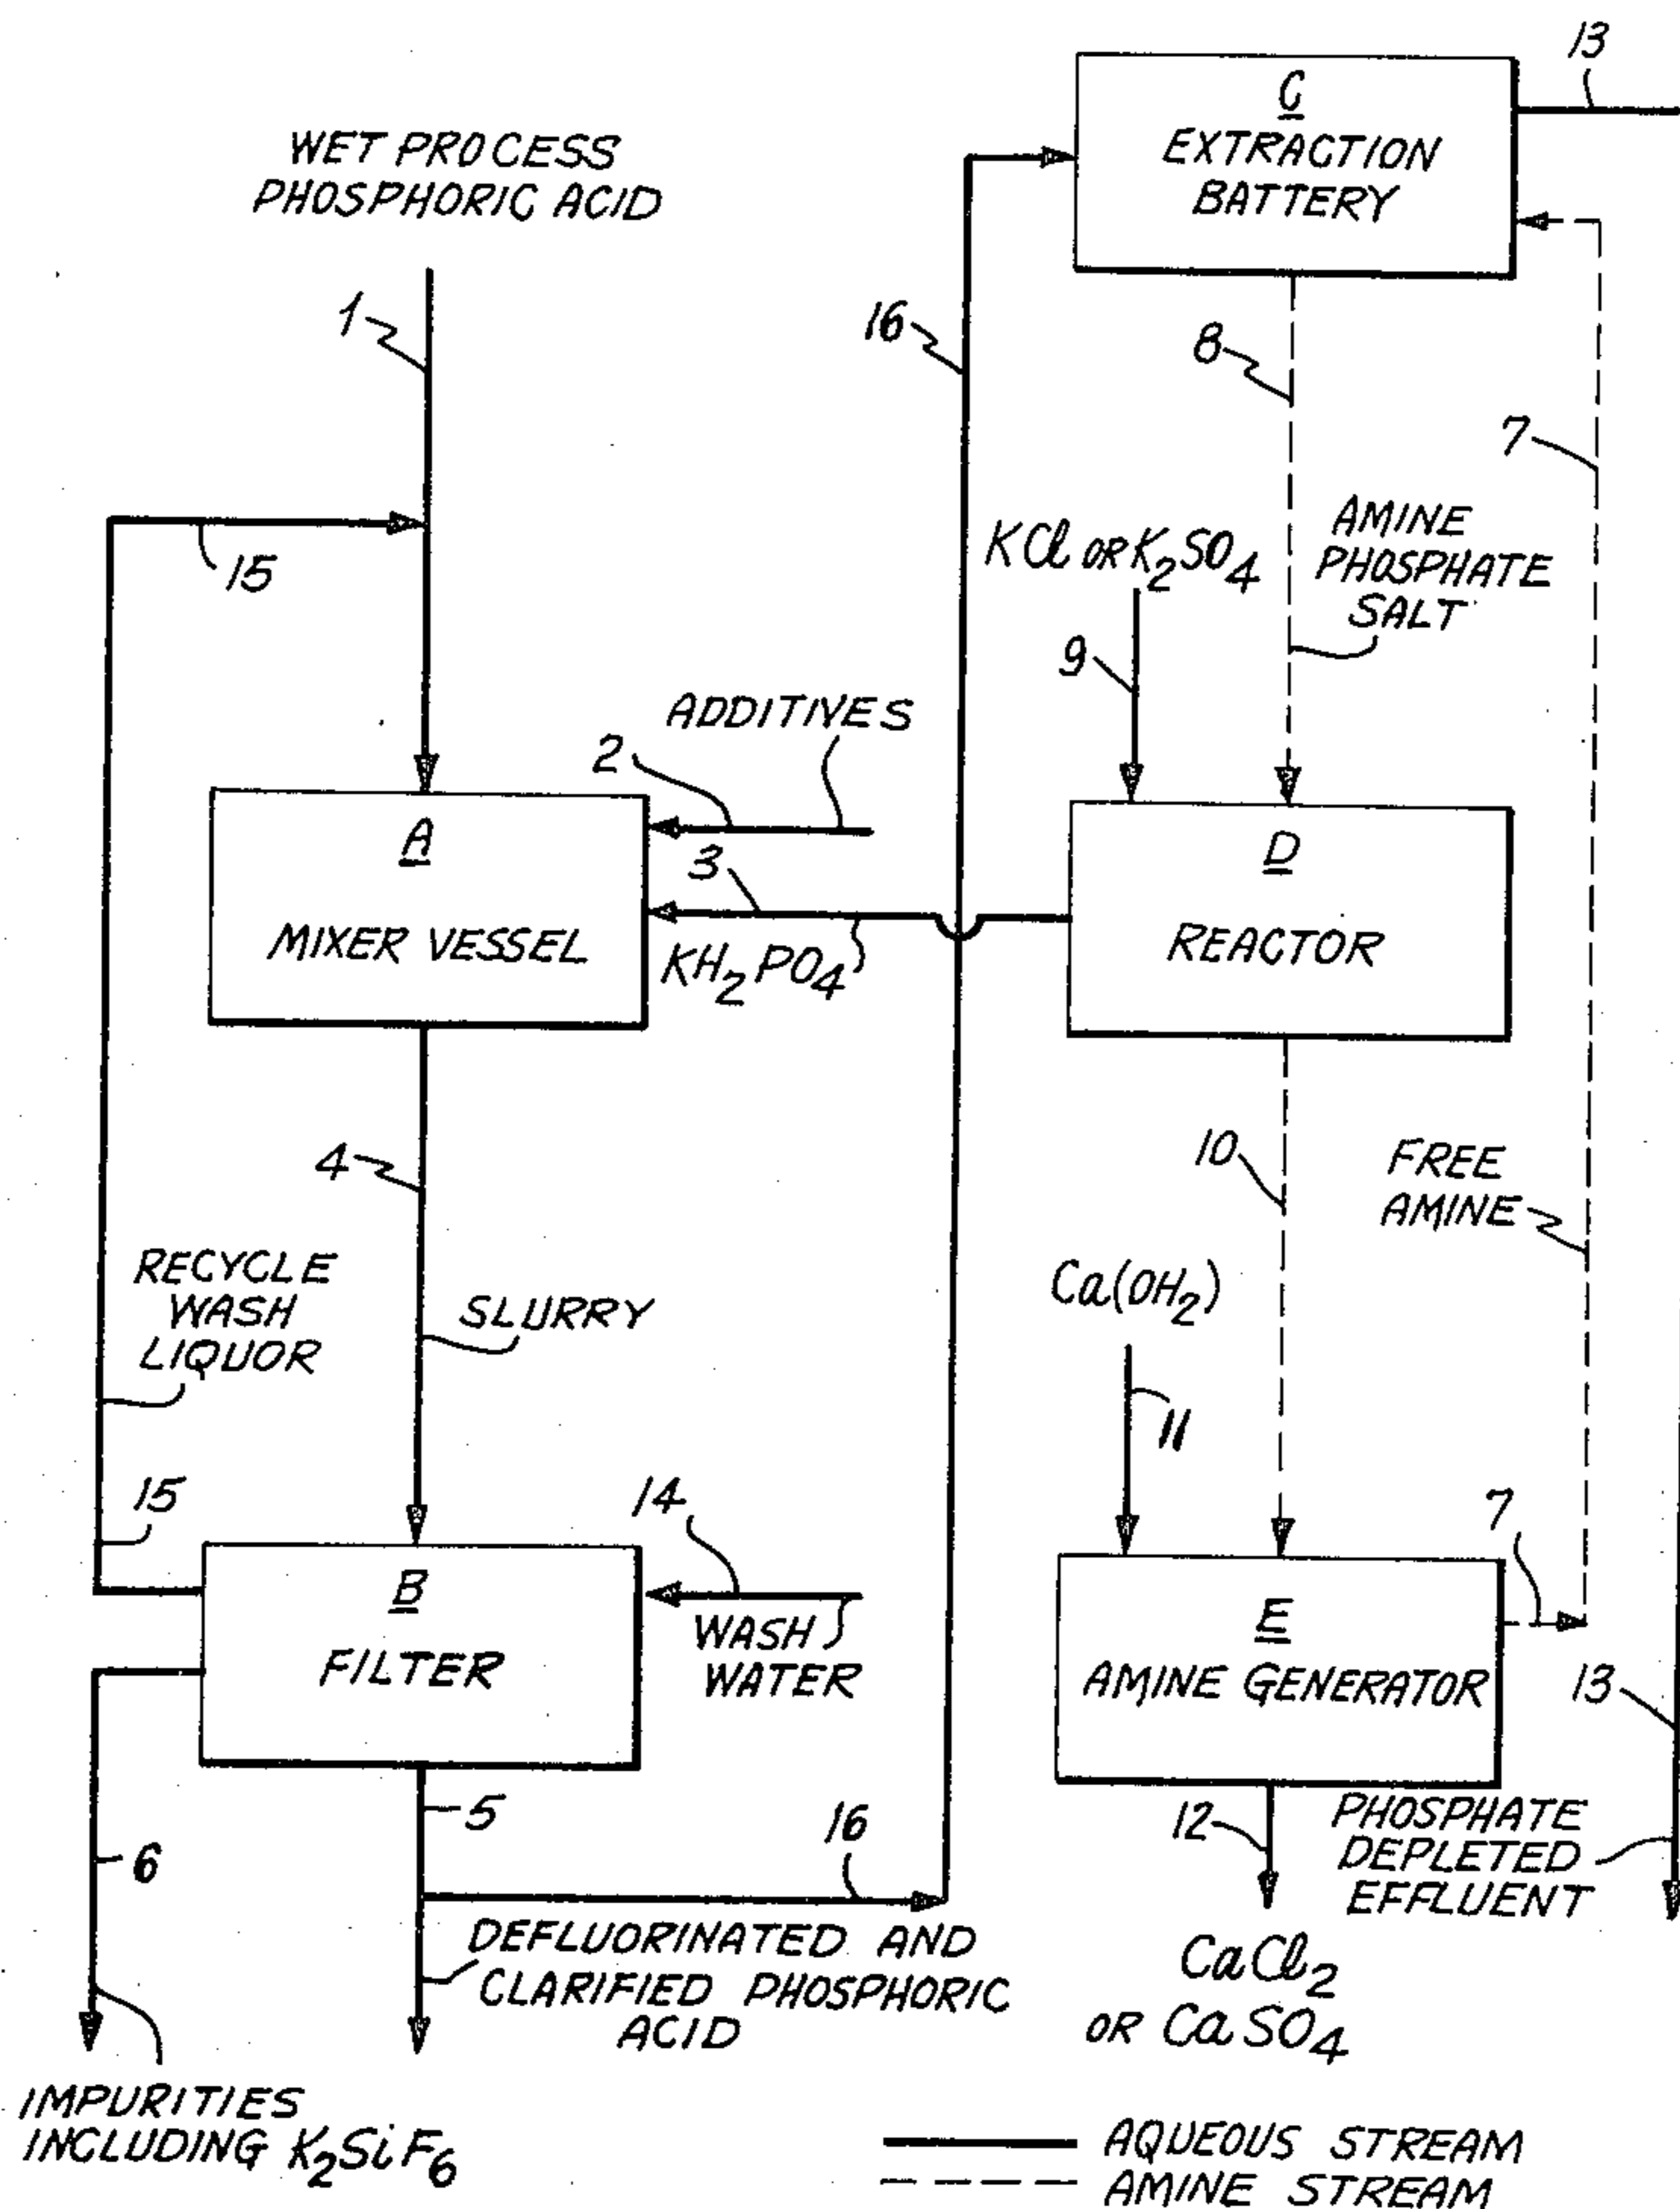 13
C
EXTRACTION
BATTERY
WET PROCESS
PHOSPHORIC ACID
1
16
8
7
15
KCl OR K2SO4
AMINE
PHOSPHATE
SALT
9
ADDITIVES
2
A
MIXER VESSEL
3
KH2PO4
D
REACTOR
4
10
FREE
AMINE
RECYCLE
WASH
LIQUOR
SLURRY
Ca(OH2)
11
15
14
7
B
FILTER
WASH
WATER
E
AMINE GENERATOR
13
5
6
16
12
PHOSPHATE
DEPLETED
EFFLUENT
DEFLUORINATED AND
CLARIFIED PHOSPHORIC
ACID
CaCl2
OR CaSO4
IMPURITIES
INCLUDING K2SiF6
AQUEOUS STREAM
AMINE STREAM